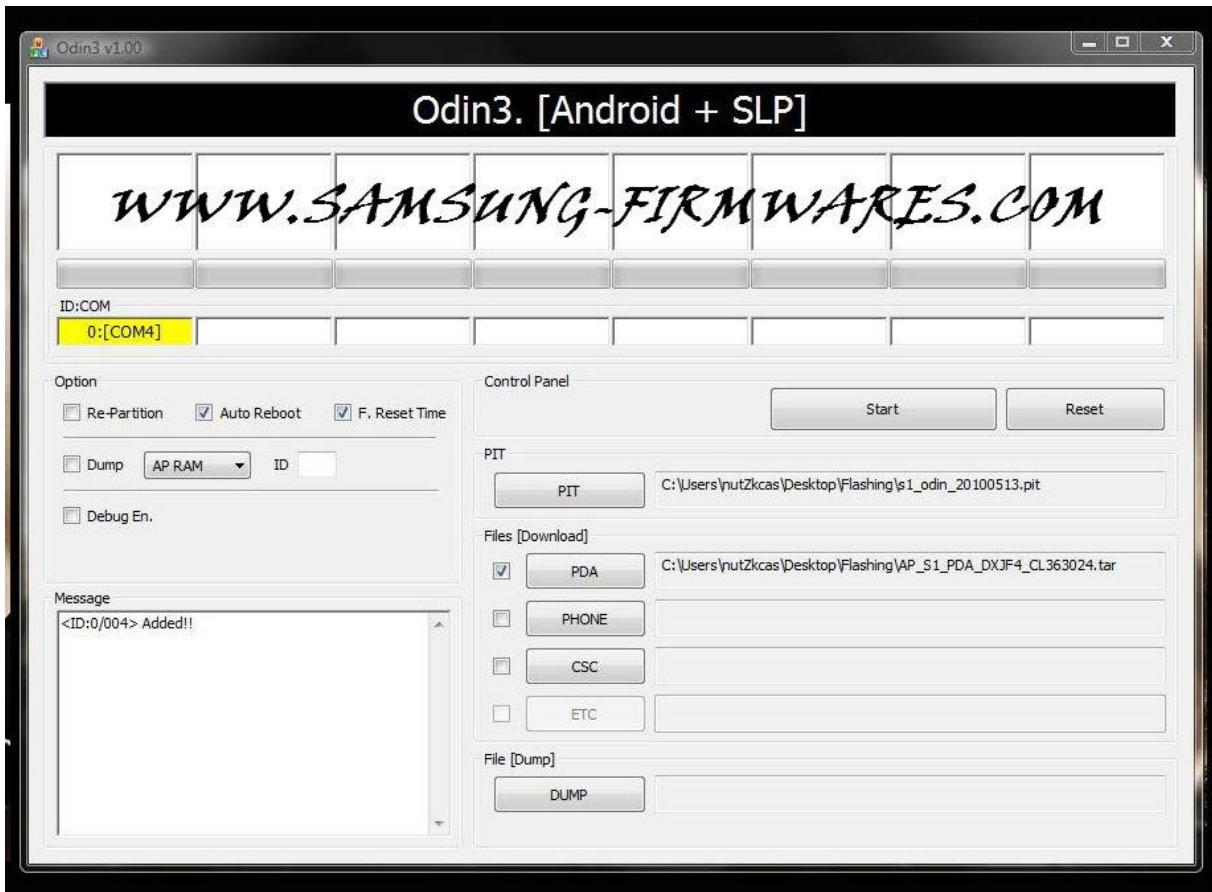 Odin3 v1.00
Odin3. [Android + SLP]
WWW.SAMSUNG-FIRMWARES.COM
ID:COM
0:[COM4]
Option
Re-Partition Auto Reboot F. Reset Time
Dump AP RAM ID
Debug En.
Message
<ID:0/004> Added!!
Control Panel
Start Reset
PIT
PIT C:\Users\nutZkcas\Desktop\Flashing\s1_odin_20100513.pit
Files [Download]
PDA C:\Users\nutZkcas\Desktop\Flashing\AP_S1_PDA_DXJF4_CL363024.tar
PHONE
CSC
ETC
File [Dump]
DUMP